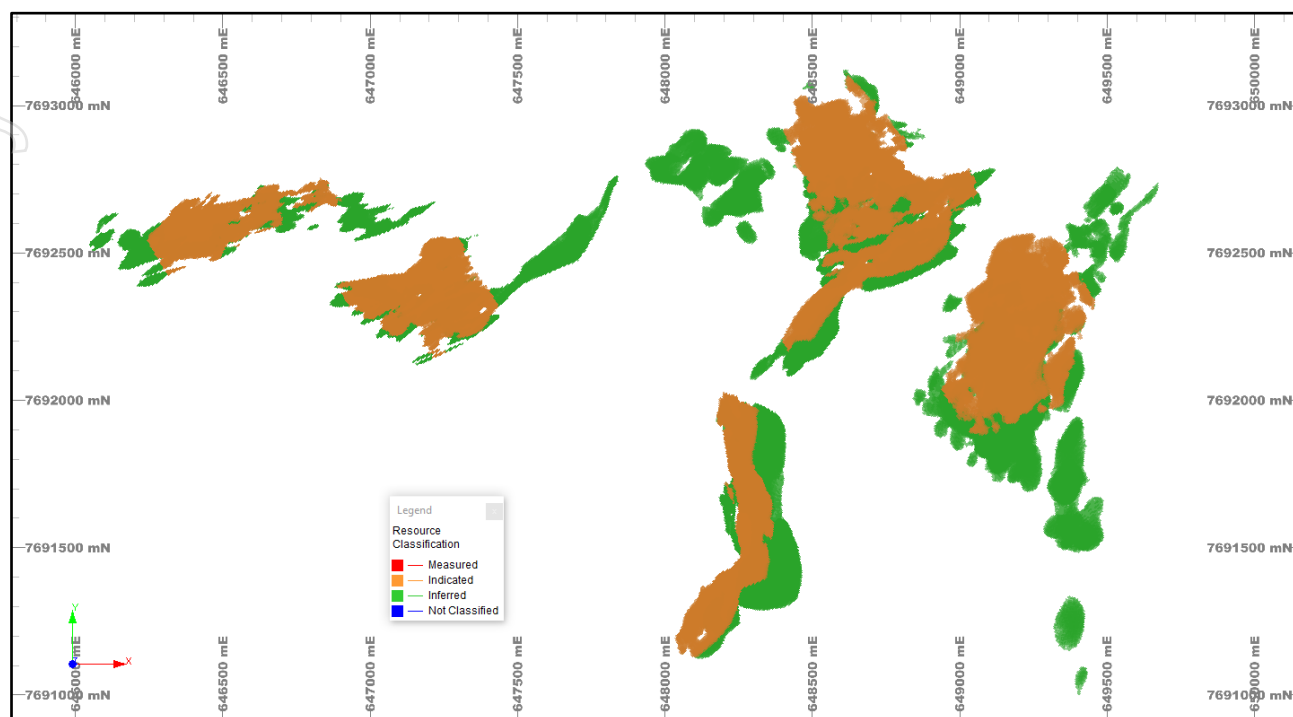 646000 mE
646500 mE
647000 mE
647500 mE
648000 mE
648500 mE
649000 mE
649500 mE
650000 mE
7693000 mN
7693000 mN
7692500 mN
7692500 mN
7692000 mN
7692000 mN
Legend
Resource
Classification
Measured
Indicated
Inferred
Not Classified
7691500 mN
7691500 mN
7691000 mN
7691000 mN
Y
X
646000 mE
646500 mE
647000 mE
647500 mE
648000 mE
648500 mE
649000 mE
649500 mE
650000 mE